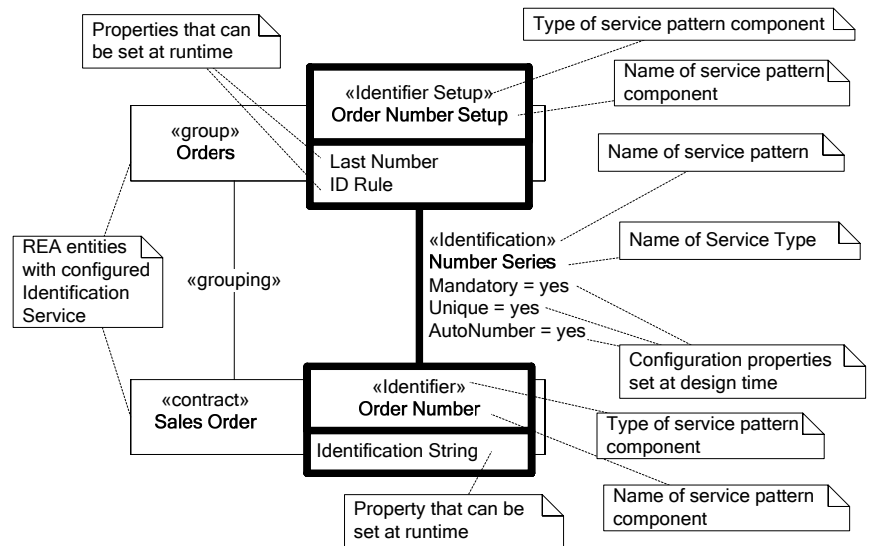 Properties that can
be set at runtime
Type of service pattern component
«Identifier Setup»
Order Number Setup
Name of service pattern
component
«group»
Orders
Last Number
ID Rule
Name of service pattern
REA entities
with configured
Identification
Service
«grouping»
«Identification»
Number Series
Mandatory = yes
Unique = yes
AutoNumber = yes
Name of Service Type
Configuration properties
set at design time
«contract»
Sales Order
«Identifier»
Order Number
Identification String
Type of service pattern
component
Property that can be
set at runtime
Name of service pattern
component